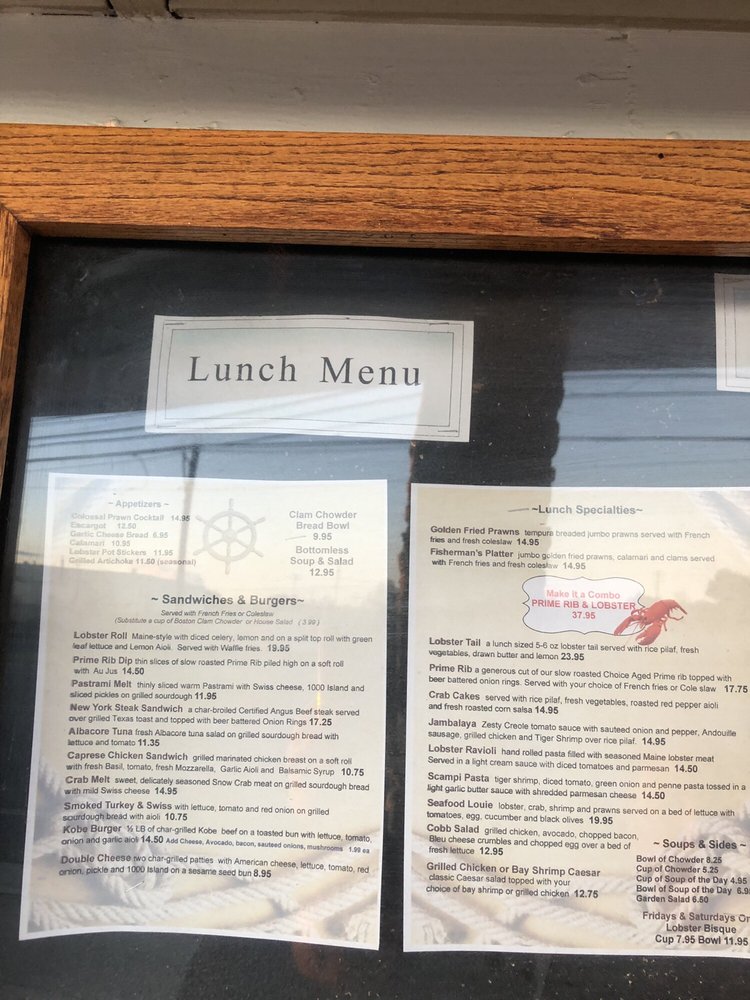 Lunch Menu
~ Appetizers ~
Colossal Prawn Cocktail 14.95
Escargot 12.50
Garlic Cheese Bread 6.95
Calamari 10.95
Lobster Pot Stickers 11.95
Grilled Artichoke 11.50 (seasonal)
Clam Chowder
Bread Bowl
9.95
Bottomless
Soup & Salad
12.95
~ Sandwiches & Burgers~
Served with French Fries or Coleslaw
(Substitute a cup of Boston Clam Chowder or House Salad ( 3.99 )
Lobster Roll Maine-style with diced celery, lemon and on a split top roll with green
leaf lettuce and Lemon Aioli. Served with Waffle fries. 19.95
Prime Rib Dip thin slices of slow roasted Prime Rib piled high on a soft roll
with Au Jus 14.50
Pastrami Melt thinly sliced warm Pastrami with Swiss cheese, 1000 Island and
sliced pickles on grilled sourdough 11.95
New York Steak Sandwich a char-broiled Certified Angus Beef steak served
over grilled Texas toast and topped with beer battered Onion Rings 17.25
Albacore Tuna fresh Albacore tuna salad on grilled sourdough bread with
lettuce and tomato 11.35
Caprese Chicken Sandwich grilled marinated chicken breast on a soft roll
with fresh Basil, tomato, fresh Mozzarella, Garlic Aioli and Balsamic Syrup 10.75
Crab Melt sweet, delicately seasoned Snow Crab meat on grilled sourdough bread
with mild Swiss cheese 14.95
Smoked Turkey & Swiss with lettuce, tomato and red onion on grilled
sourdough bread with aioli 10.75
Kobe Burger ½ LB of char-grilled Kobe beef on a toasted bun with lettuce, tomato,
onion and garlic aioli 14.50 Add Cheese, Avocado, bacon, sauteed onions, mushrooms 1.99 ea
Double Cheese two char-grilled patties with American cheese, lettuce, tomato, red
onion, pickle and 1000 Island on a sesame seed bun 8.95
~Lunch Specialties~
Golden Fried Prawns tempura breaded jumbo prawns served with French
fries and fresh coleslaw 14.95
Fisherman's Platter jumbo golden fried prawns, calamari and clams served
with French fries and fresh coleslaw 14.95
Make it a Combo
PRIME RIB & LOBSTER
37.95
Lobster Tail a lunch sized 5-6 oz lobster tail served with rice pilaf, fresh
vegetables, drawn butter and lemon 23.95
Prime Rib a generous cut of our slow roasted Choice Aged Prime rib topped with
beer battered onion rings. Served with your choice of French fries or Cole slaw 17.75
Crab Cakes served with rice pilaf, fresh vegetables, roasted red pepper aioli
and fresh roasted corn salsa 14.95
Jambalaya Zesty Creole tomato sauce with sauteed onion and pepper, Andouille
sausage, grilled chicken and Tiger Shrimp over rice pilaf. 14.95
Lobster Ravioli hand rolled pasta filled with seasoned Maine lobster meat
Served in a light cream sauce with diced tomatoes and parmesan 14.50
Scampi Pasta tiger shrimp, diced tomato, green onion and penne pasta tossed in a
light garlic butter sauce with shredded parmesan cheese 14.50
Seafood Louie lobster, crab, shrimp and prawns served on a bed of lettuce with
tomatoes, egg, cucumber and black olives 19.95
Cobb Salad grilled chicken, avocado, chopped bacon,
Bleu cheese crumbles and chopped egg over a bed of
fresh lettuce 12.95
Grilled Chicken or Bay Shrimp Caesar
classic Caesar salad topped with your
choice of bay shrimp or grilled chicken 12.75
~ Soups & Sides ~
Bowl of Chowder 8.25
Cup of Chowder 5.25
Cup of Soup of the Day 4.95
Bowl of Soup of the Day 6.9
Garden Salad 6.50
Fridays & Saturdays On
Lobster Bisque
Cup 7.95 Bowl 11.95